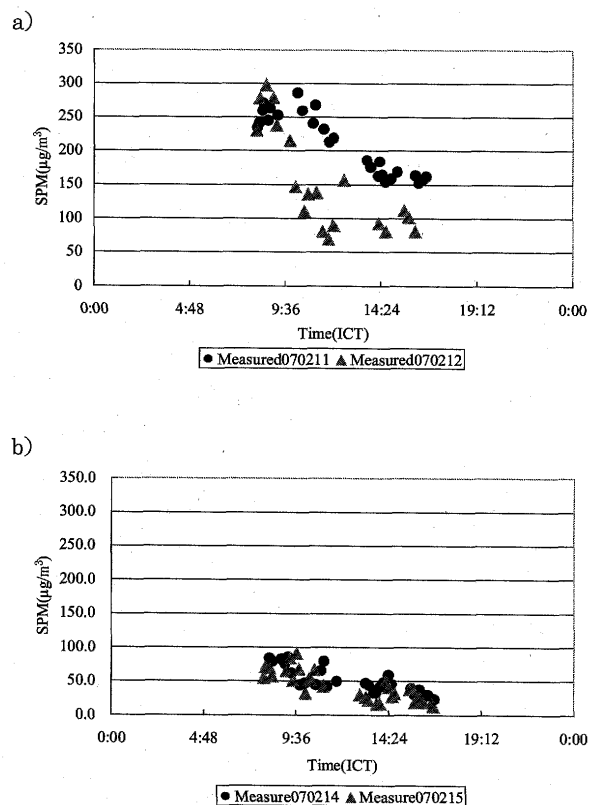 a)
350
300
250
200
150
100
50
0
SPM(μg/m³)
0:00 4:48 9:36 14:24 19:12 0:00
Time(ICT)
Measured070211 Measured070212
b)
350.0
300.0
250.0
200.0
150.0
100.0
50.0
0.0
SPM(μg/m³)
0:00 4:48 9:36 14:24 19:12 0:00
Time(ICT)
Measure070214 Measure070215